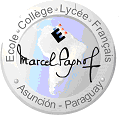 Ecole • Collège • Lycée • Français
Marcel Pagnol
Asunción - Paraguay